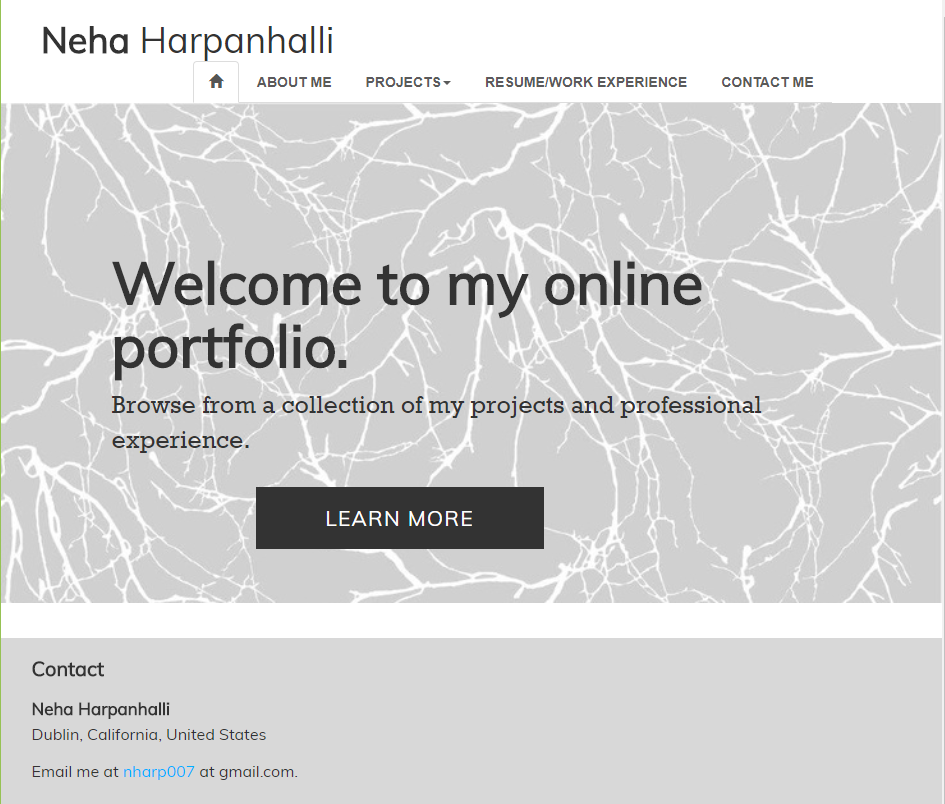 Neha Harpanhalli
ABOUT ME PROJECTS RESUME/WORK EXPERIENCE CONTACT ME
Welcome to my online
portfolio.
Browse from a collection of my projects and professional
experience.
LEARN MORE
Contact
Neha Harpanhalli
Dublin, California, United States
Email me at nharp007 at gmail.com.